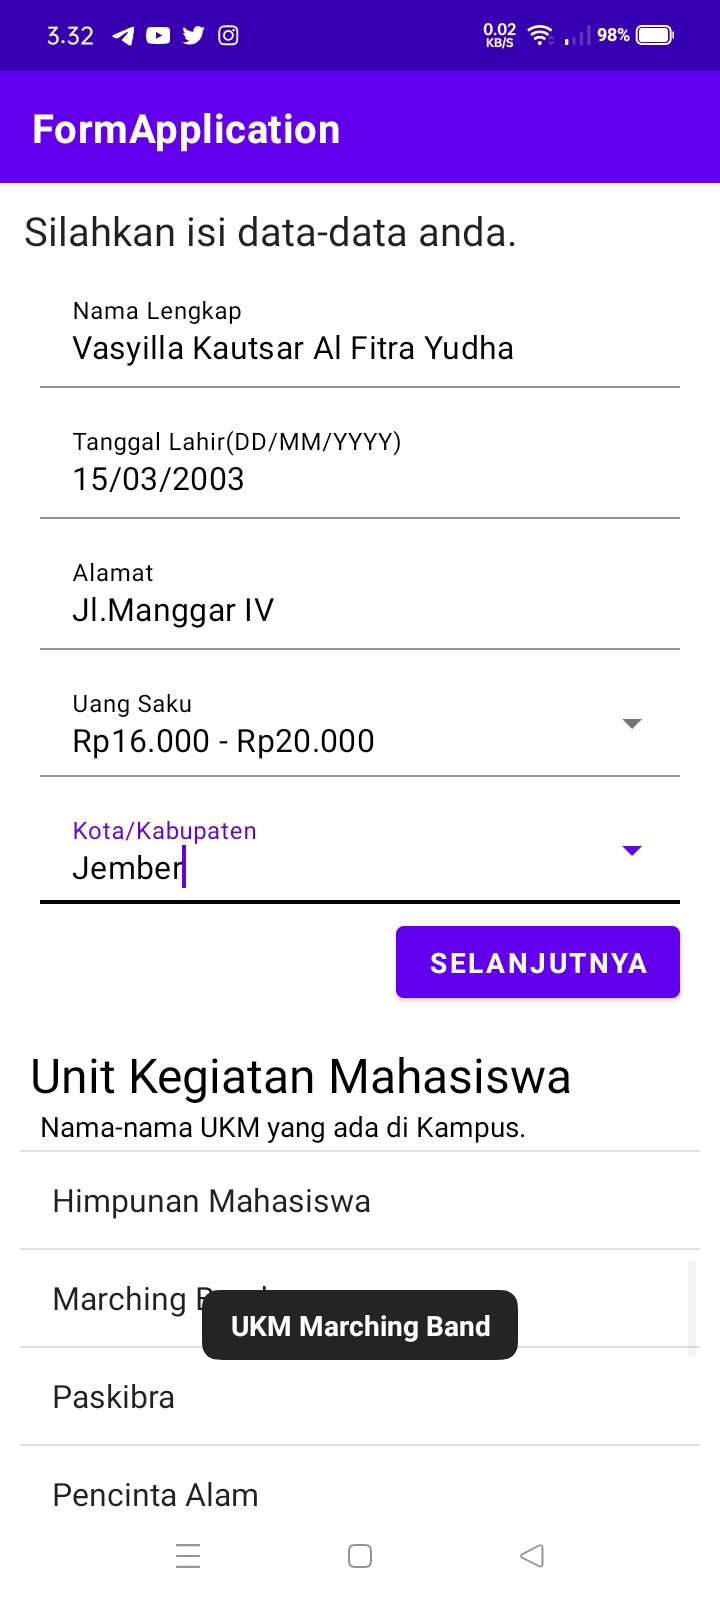 3.32
0.02
KB/S
98%
FormApplication
Silahkan isi data-data anda.
Nama Lengkap
Vasyilla Kautsar Al Fitra Yudha
Tanggal Lahir(DD/MM/YYYY)
15/03/2003
Alamat
Jl.Manggar IV
Uang Saku
Rp16.000 - Rp20.000
Kota/Kabupaten
Jember
SELANJUTNYA
Unit Kegiatan Mahasiswa
Nama-nama UKM yang ada di Kampus.
Himpunan Mahasiswa
Marching
UKM Marching Band
Paskibra
Pencinta Alam